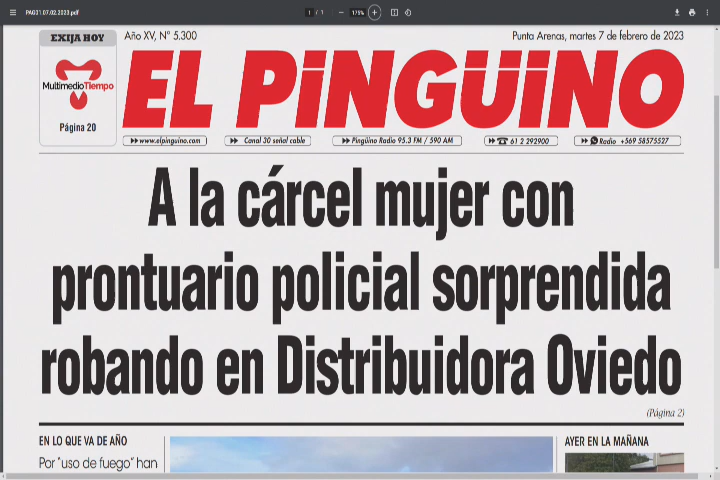 PAG01.07.02.2023.pdf
1 / 1
175%
EXIJA HOY
MultimedioTiempo
Página 20
Año XV, N° 5.300
Punta Arenas, martes 7 de febrero de 2023
EL PiNGÜiNO
www.elpinguino.com
Canal 30 señal cable
Pingüino Radio 95.3 FM / 590 AM
61 2 292900
Radio +569 58575527
A la cárcel mujer con
prontuario policial sorprendida
robando en Distribuidora Oviedo
(Página 2)
EN LO QUE VA DE AÑO
Por "uso de fuego" han
AYER EN LA MAÑANA